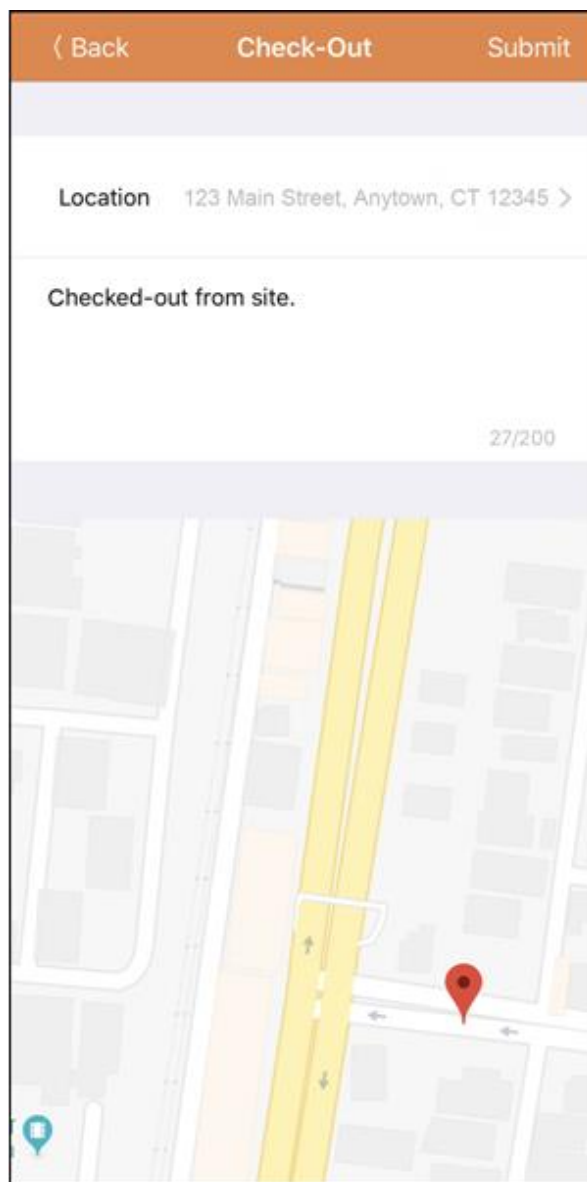 Back Check-Out Submit
Location 123 Main Street, Anytown, CT 12345
Checked-out from site.
27/200